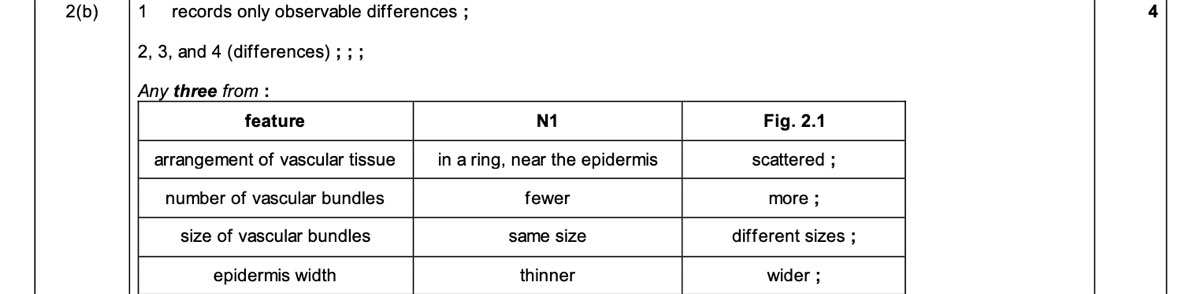 2(b) 1 records only observable differences ; 4
2, 3, and 4 (differences) ; ; ;
Any three from :
feature N1 Fig. 2.1
arrangement of vascular tissue in a ring, near the epidermis scattered ;
number of vascular bundles fewer more ;
size of vascular bundles same size different sizes ;
epidermis width thinner wider ;